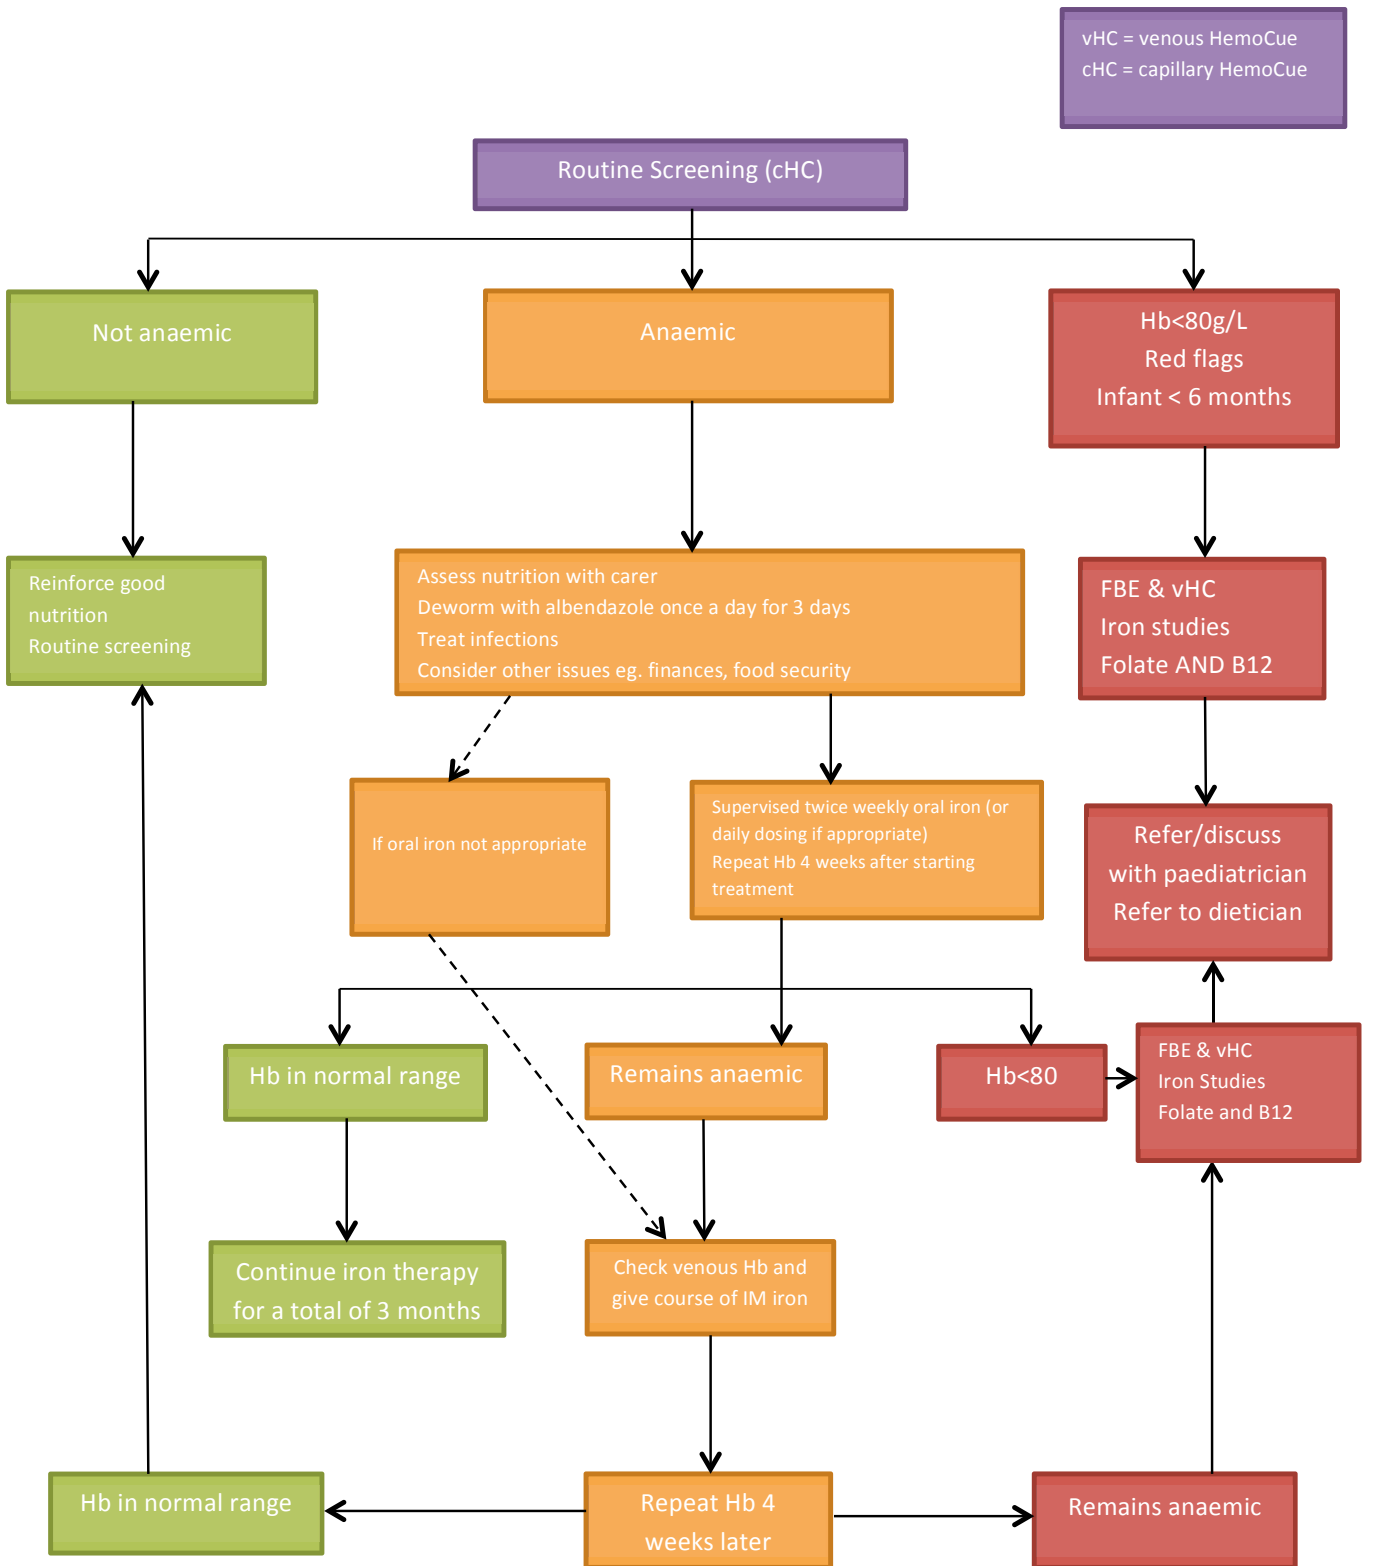 vHC = venous HemoCue
cHC = capillary HemoCue
Routine Screening (cHC)
Not anaemic
Anaemic
Hb<80g/L
Red flags
Infant < 6 months
Reinforce good
nutrition
Routine screening
Assess nutrition with carer
Deworm with albendazole once a day for 3 days
Treat infections
Consider other issues eg. finances, food security
FBE & vHC
Iron studies
Folate AND B12
If oral iron not appropriate
Supervised twice weekly oral iron (or
daily dosing if appropriate)
Repeat Hb 4 weeks after starting
treatment
Refer/discuss
with paediatrician
Refer to dietician
Hb in normal range
Remains anaemic
Hb<80
FBE & vHC
Iron Studies
Folate and B12
Continue iron therapy
for a total of 3 months
Check venous Hb and
give course of IM iron
Hb in normal range
Repeat Hb 4
weeks later
Remains anaemic